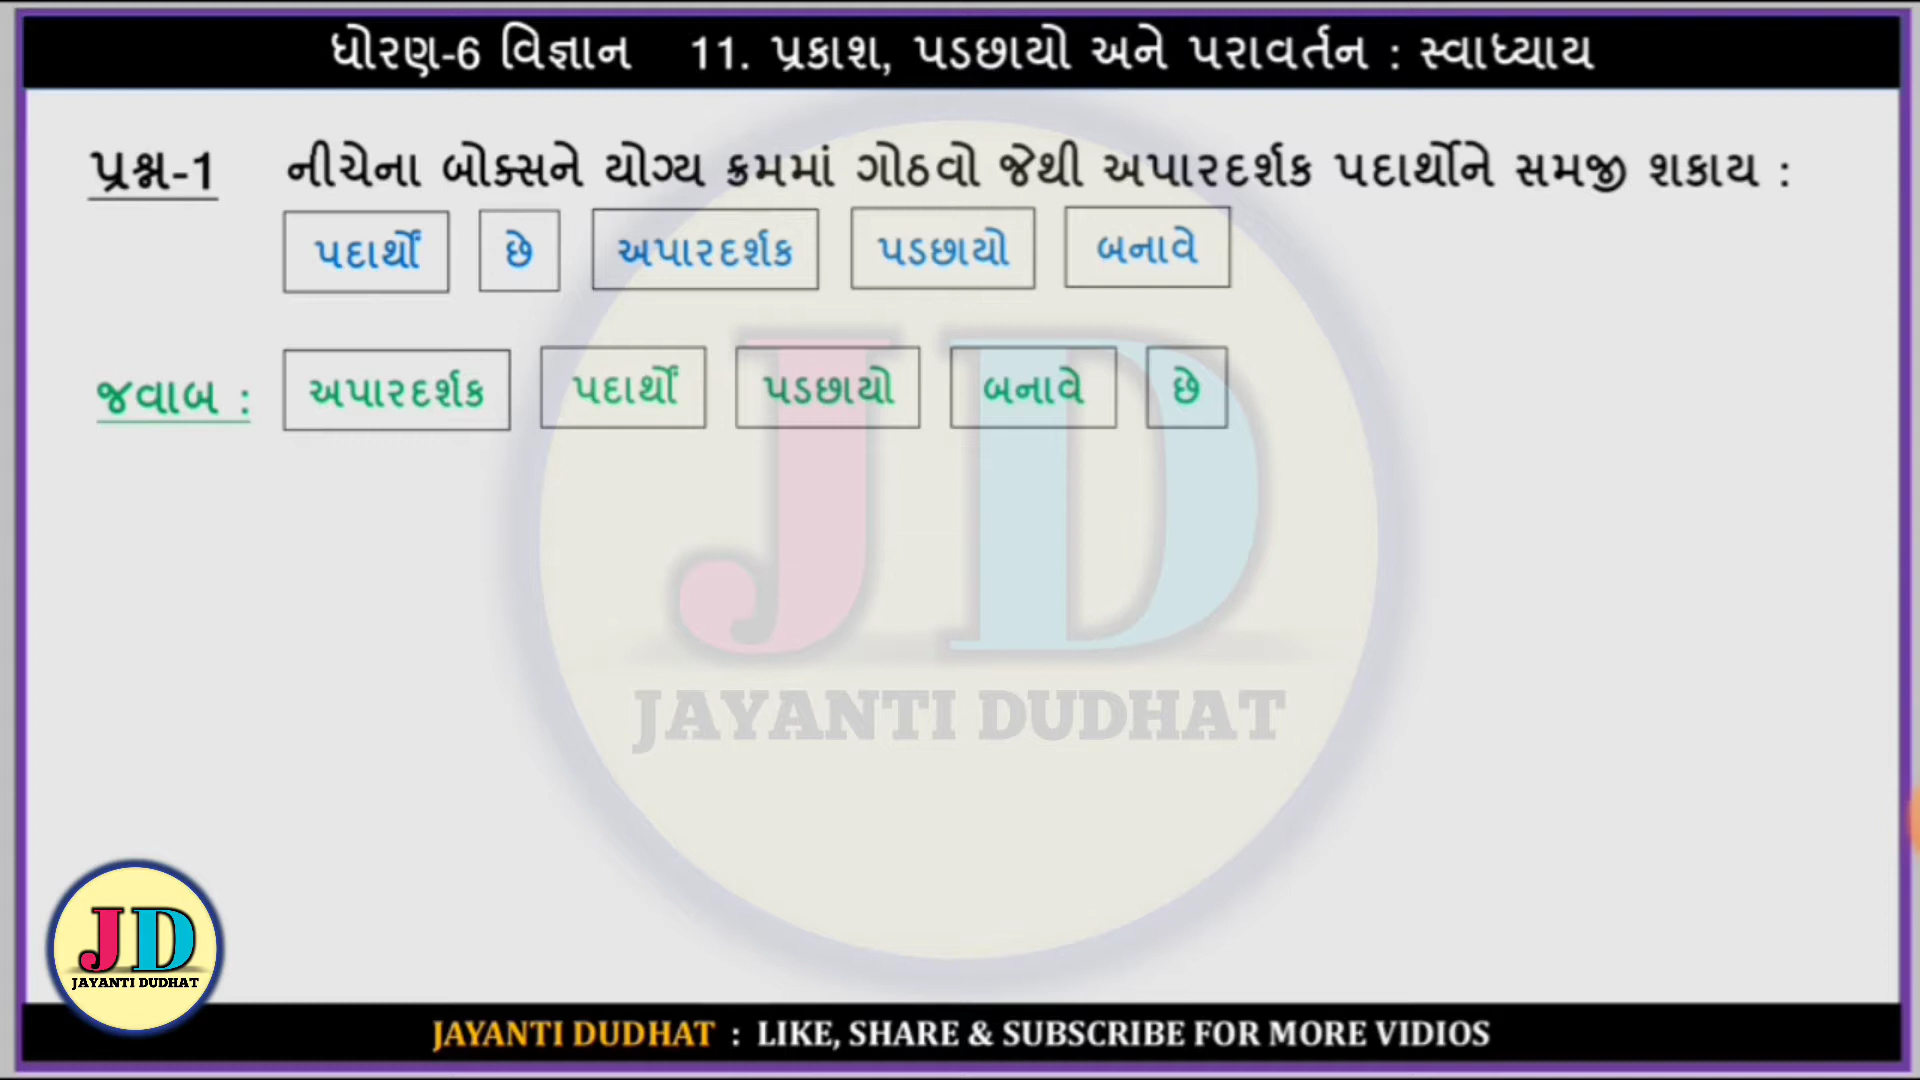 ધોરણ-6 વિજ્ઞાન 11. પ્રકાશ, પડછાયો અને પરાવર્તન : સ્વાધ્યાય
પ્રશ્ન-1 નીચેના બોક્સને યોગ્ય ક્રમમાં ગોઠવો જેથી અપારદર્શક પદાર્થોને સમજી શકાય :
પદાર્થો છે અપારદર્શક પડછાયો બનાવે
જવાબ : અપારદર્શક પદાર્થો પડછાયો બનાવે છે
JD
JAYANTI DUDHAT
JD
JAYANTI DUDHAT
JAYANTI DUDHAT : LIKE, SHARE & SUBSCRIBE FOR MORE VIDIOS